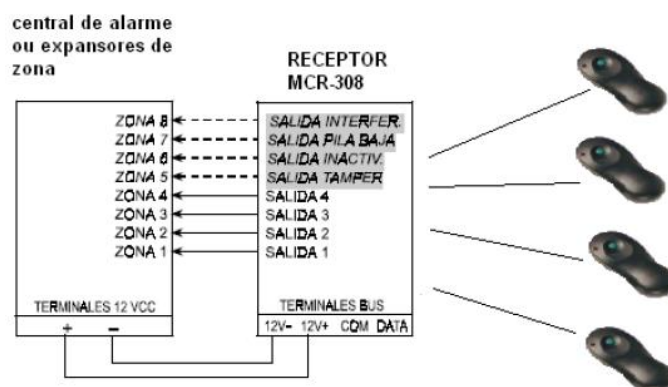 central de alarme
ou expansores de
zona
RECEPTOR
MCR-308
ZONA 8
ZONA 7
ZONA 6
ZONA 5
ZONA 4
ZONA 3
ZONA 2
ZONA 1
TERMINALES 12 VCC
+ −
SALIDA INTERFER.
SALIDA PILA BAJA
SALIDA INACTIV.
SALIDA TAMPER
SALIDA 4
SALIDA 3
SALIDA 2
SALIDA 1
TERMINALES BUS
12V− 12V+ COM DATA